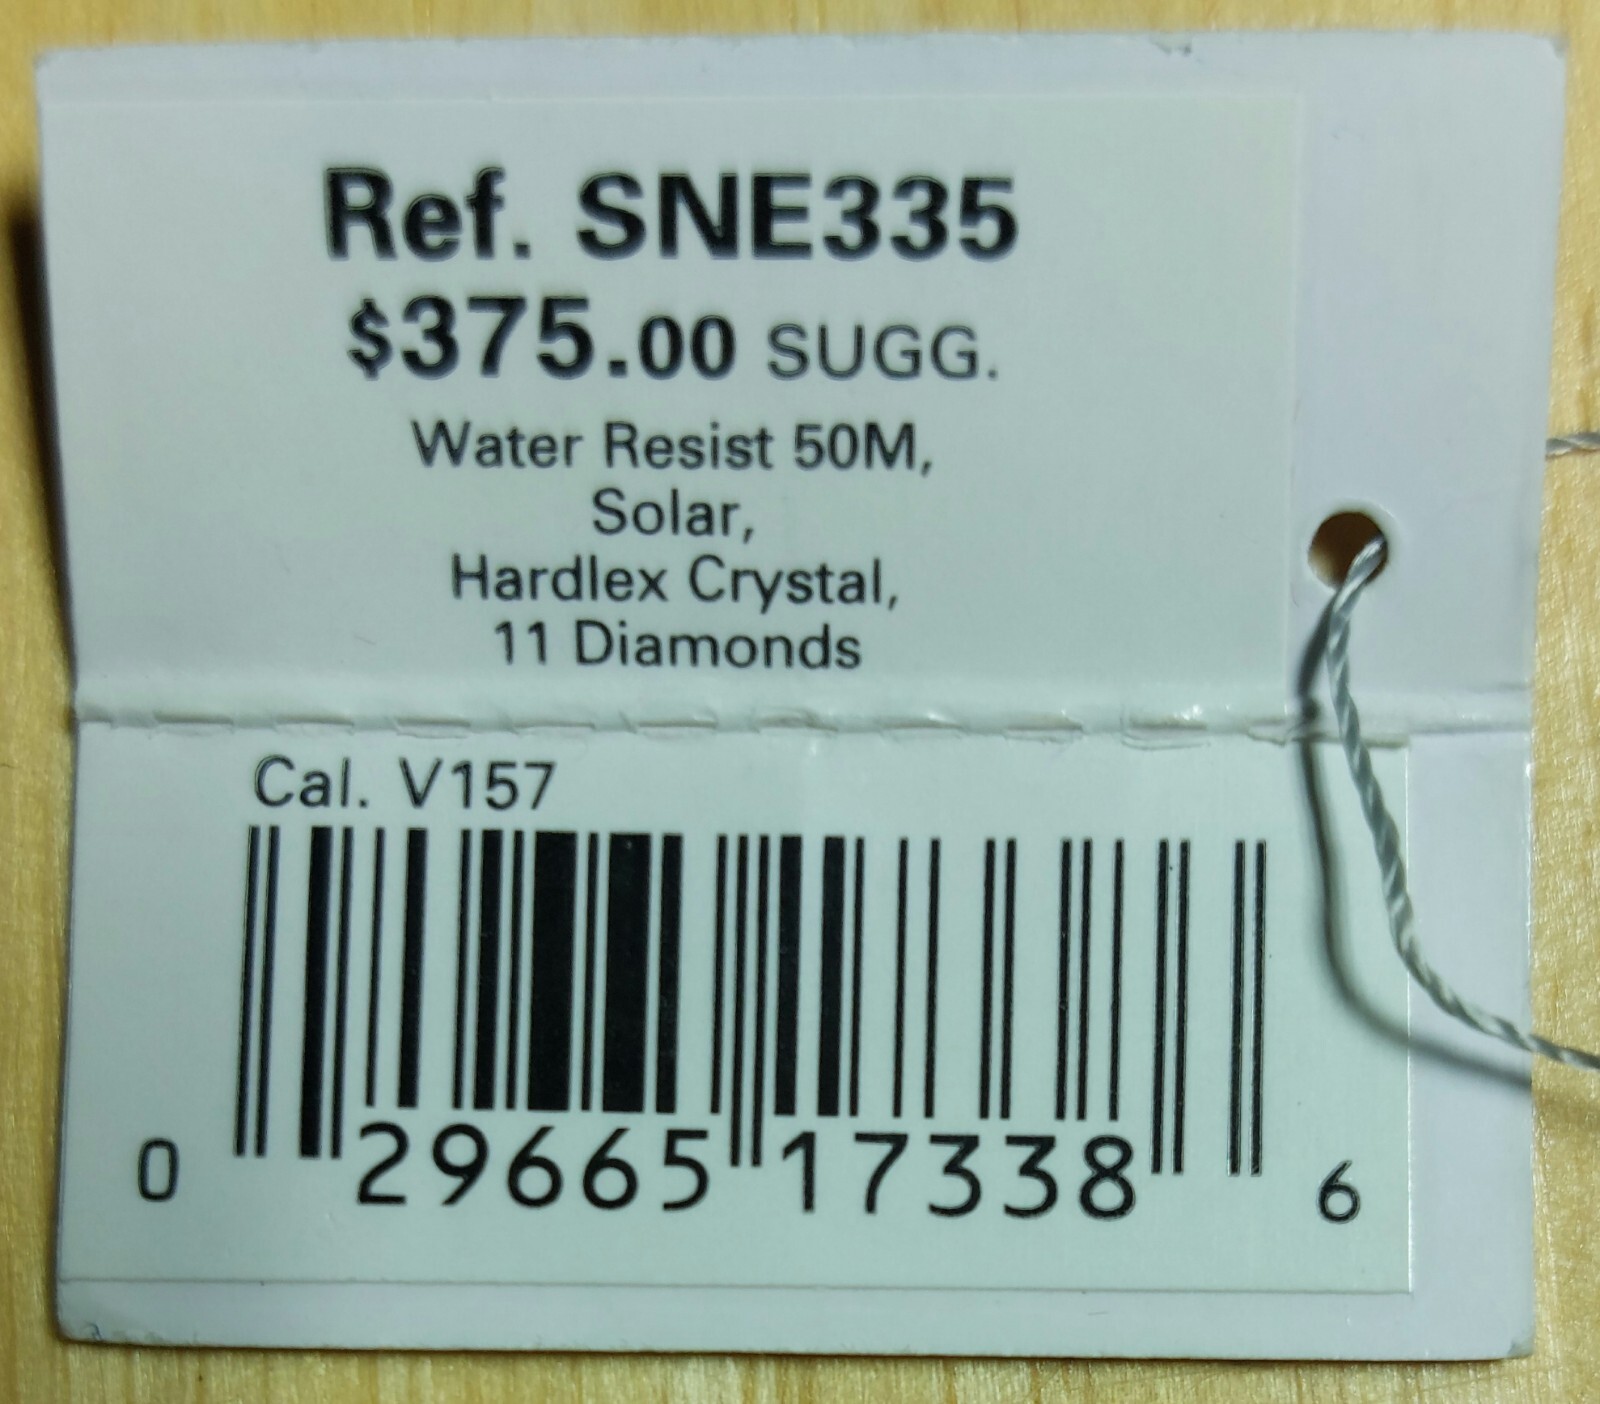 Ref. SNE335
$375.00 SUGG.
Water Resist 50M,
Solar,
Hardlex Crystal,
11 Diamonds
Cal. V157
0 29665 17338 6